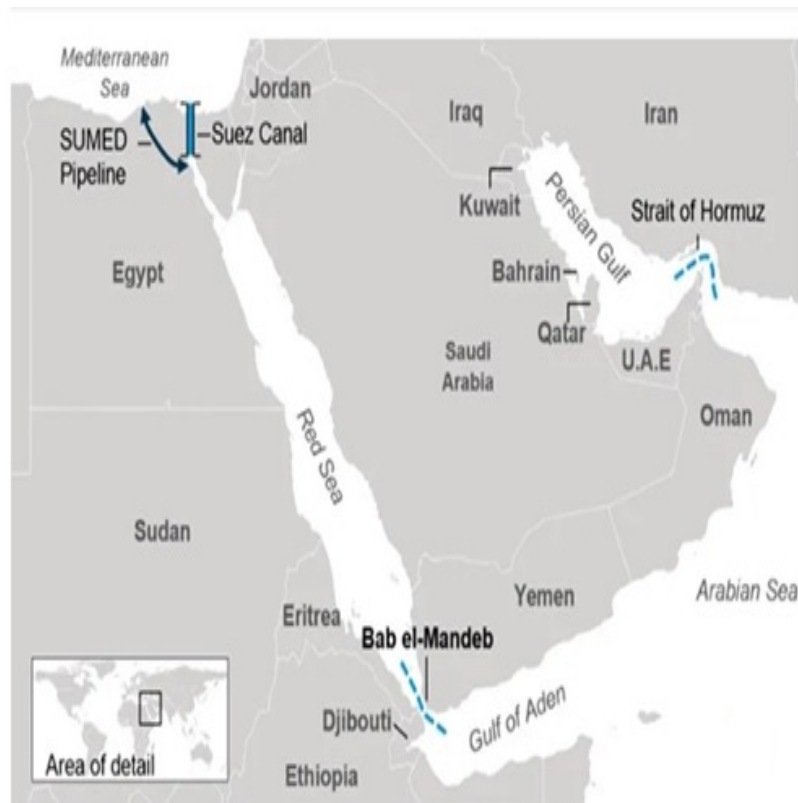 Mediterranean
Sea
Jordan
Iraq
Iran
SUMED
Pipeline
Suez Canal
Kuwait
Persian Gulf
Strait of Hormuz
Egypt
Bahrain
Qatar
U.A.E
Saudi
Arabia
Oman
Red Sea
Sudan
Yemen
Arabian Sea
Eritrea
Bab el-Mandeb
Djibouti
Gulf of Aden
Ethiopia
Area of detail